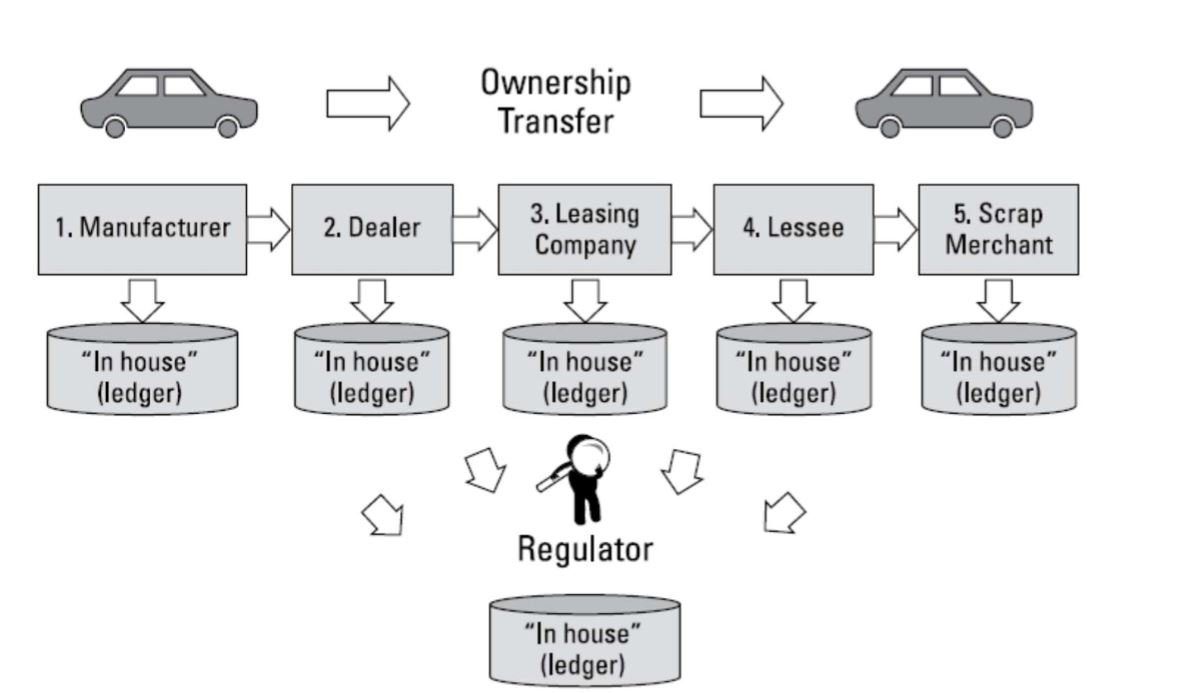 Ownership
Transfer
1. Manufacturer
2. Dealer
3. Leasing
Company
4. Lessee
5. Scrap
Merchant
“In house”
(ledger)
“In house”
(ledger)
“In house”
(ledger)
“In house”
(ledger)
“In house”
(ledger)
Regulator
“In house”
(ledger)